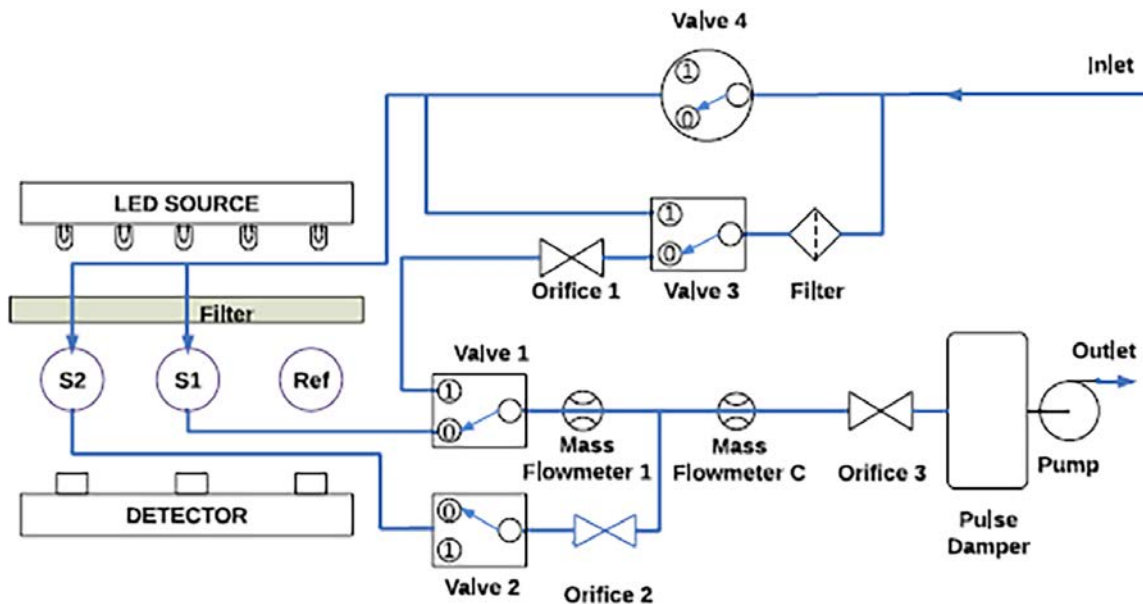 Valve 4
Inlet
1
0
LED SOURCE
1
0
Orifice 1
Valve 3
Filter
Filter
Valve 1
Outlet
S2
S1
Ref
1
0
Mass
Flowmeter 1
Mass
Flowmeter C
Orifice 3
Pump
DETECTOR
0
1
Pulse
Damper
Valve 2
Orifice 2